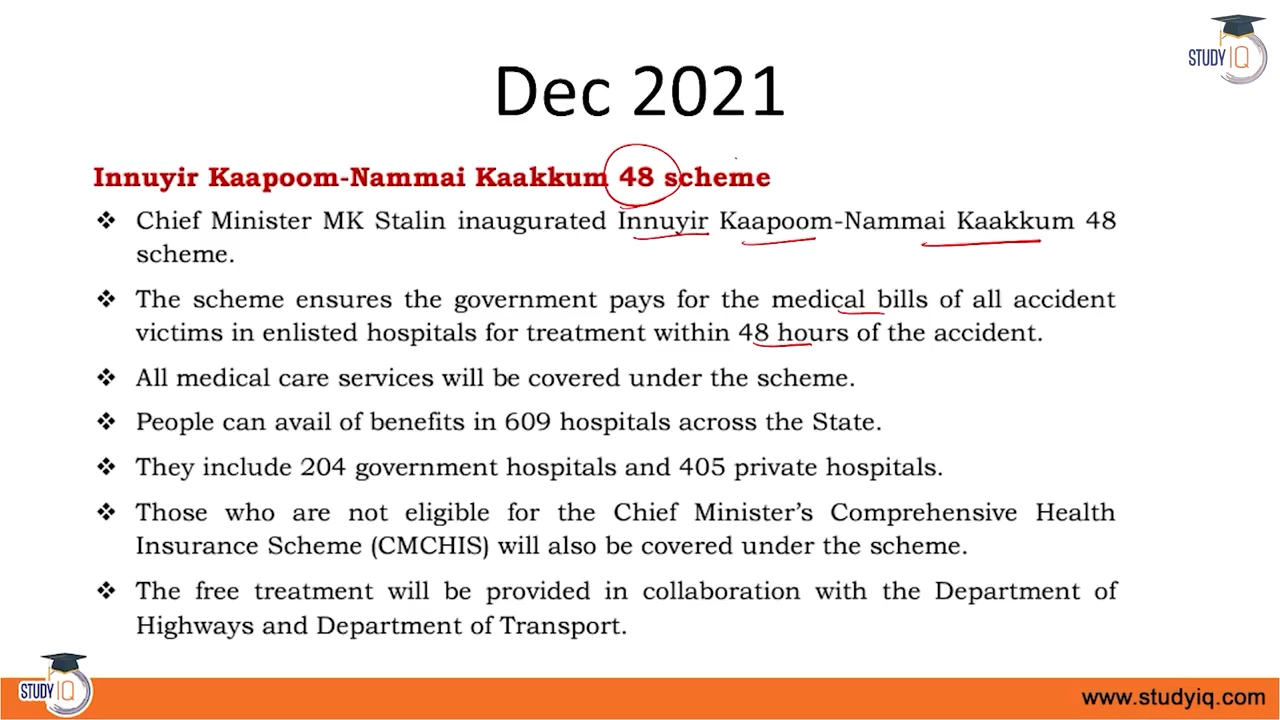 STUDY IQ
Dec 2021
Innuyir Kaapoom-Nammai Kaakkum 48 scheme
❖ Chief Minister MK Stalin inaugurated Innuyir Kaapoom-Nammai Kaakkum 48
scheme.
❖ The scheme ensures the government pays for the medical bills of all accident
victims in enlisted hospitals for treatment within 48 hours of the accident.
❖ All medical care services will be covered under the scheme.
❖ People can avail of benefits in 609 hospitals across the State.
❖ They include 204 government hospitals and 405 private hospitals.
❖ Those who are not eligible for the Chief Minister’s Comprehensive Health
Insurance Scheme (CMCHIS) will also be covered under the scheme.
❖ The free treatment will be provided in collaboration with the Department of
Highways and Department of Transport.
STUDY IQ
www.studyiq.com